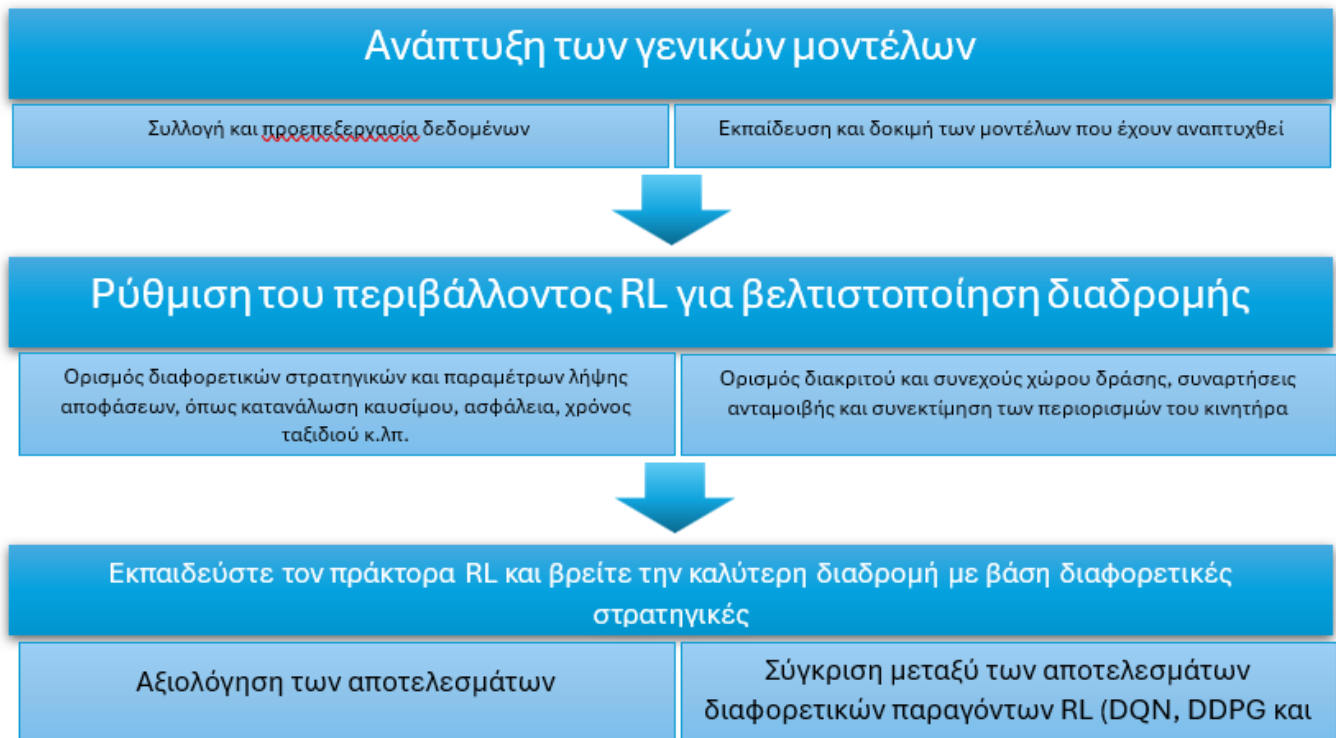 Ανάπτυξη των γενικών μοντέλων
Συλλογή και προεπεξεργασία δεδομένων
Εκπαίδευση και δοκιμή των μοντέλων που έχουν αναπτυχθεί
Ρύθμιση του περιβάλλοντος RL για βελτιστοποίηση διαδρομής
Ορισμός διαφορετικών στρατηγικών και παραμέτρων λήψης
αποφάσεων, όπως κατανάλωση καυσίμου, ασφάλεια, χρόνος
ταξιδιού κ.λπ.
Ορισμός διακριτού και συνεχούς χώρου δράσης, συναρτήσεις
ανταμοιβής και συνεκτίμηση των περιορισμών του κινητήρα
Εκπαιδεύστε τον πράκτορα RL και βρείτε την καλύτερη διαδρομή με βάση διαφορετικές
στρατηγικές
Αξιολόγηση των αποτελεσμάτων
Σύγκριση μεταξύ των αποτελεσμάτων
διαφορετικών παραγόντων RL (DQN, DDPG και